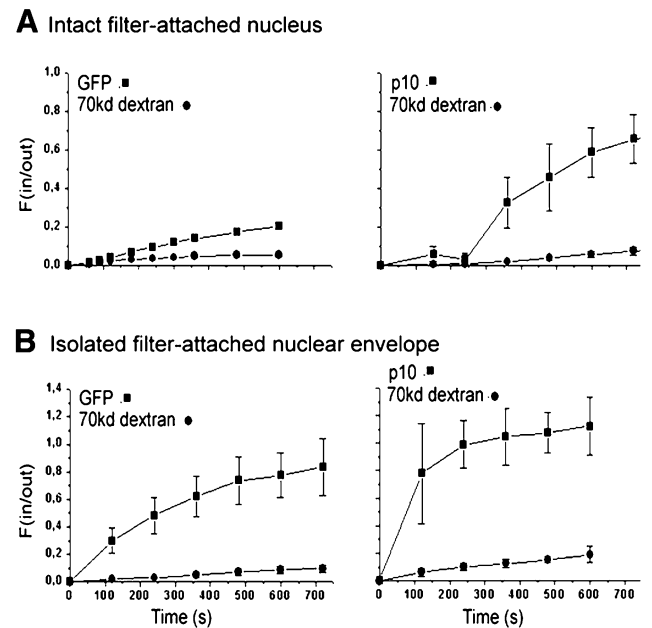 A Intact filter-attached nucleus
GFP
70kd dextran
p10
70kd dextran
F(in/out)
1,0
0,8
0,6
0,4
0,2
0,0
B Isolated filter-attached nuclear envelope
GFP
70kd dextran
p10
70kd dextran
F(in/out)
1,4
1,2
1,0
0,8
0,6
0,4
0,2
0,0
0 100 200 300 400 500 600 700
0 100 200 300 400 500 600 700
Time (s)
Time (s)